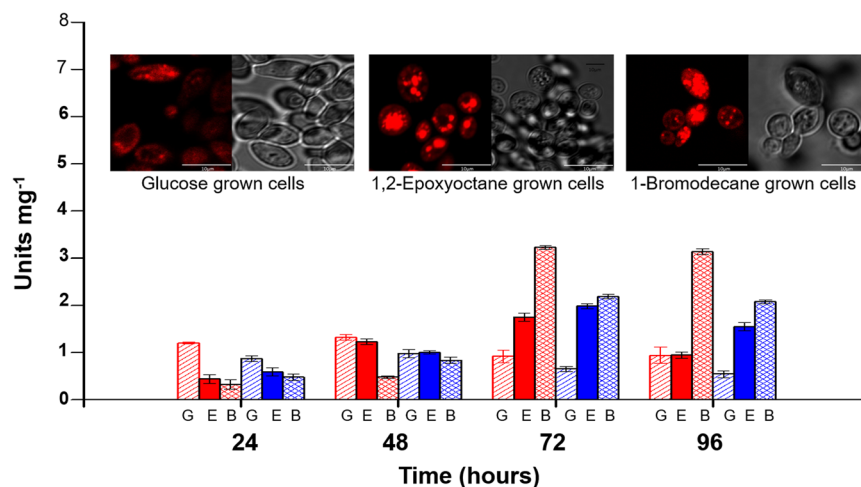 8
7
6
5
4
3
2
1
0
Units mg-1
10μm
10μm
10μm
10μm
10μm
Glucose grown cells
1,2-Epoxyoctane grown cells
1-Bromodecane grown cells
G E B G E B G E B G E B G E B G E B G E B G E B
24 48 72 96
Time (hours)